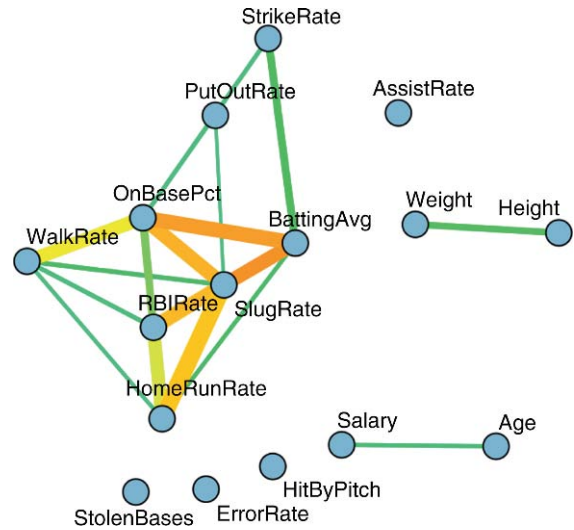 StrikeRate
PutOutRate
AssistRate
OnBasePct
Weight
Height
BattingAvg
WalkRate
RBIRate
SlugRate
HomeRunRate
Salary
Age
HitByPitch
StolenBases
ErrorRate